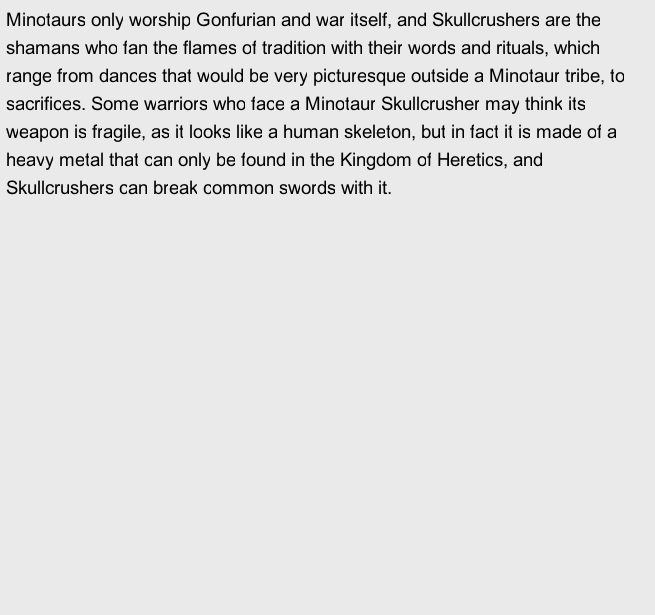 Minotaurs only worship Gonfurian and war itself, and Skullcrushers are the
shamans who fan the flames of tradition with their words and rituals, which
range from dances that would be very picturesque outside a Minotaur tribe, to
sacrifices. Some warriors who face a Minotaur Skullcrusher may think its
weapon is fragile, as it looks like a human skeleton, but in fact it is made of a
heavy metal that can only be found in the Kingdom of Heretics, and
Skullcrushers can break common swords with it.